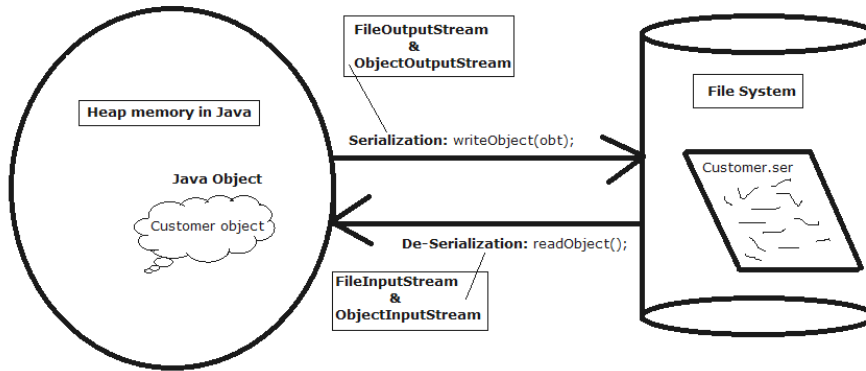 FileOutputStream
&
ObjectOutputStream
File System
Heap memory in Java
Serialization: writeObject(obt);
Customer.ser
Java Object
Customer object
De-Serialization: readObject();
FileInputStream
&
ObjectInputStream